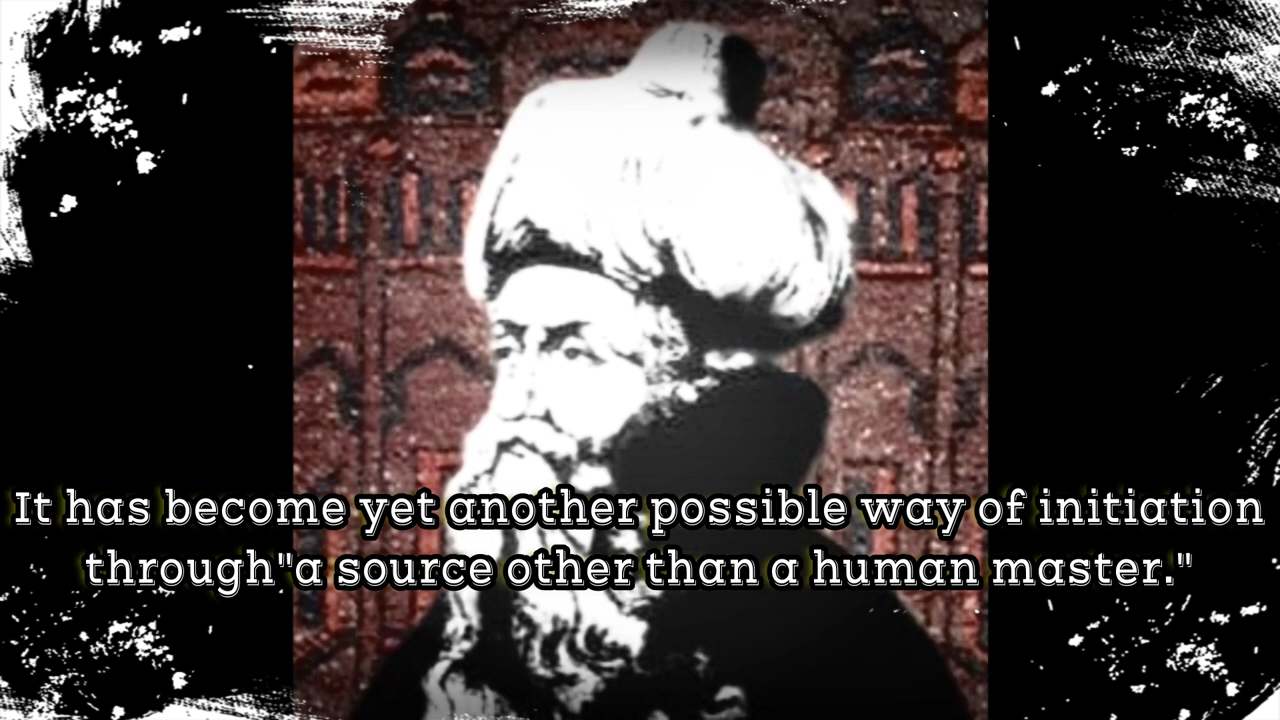 It has become yet another possible way of initiation
through"a source other than a human master."